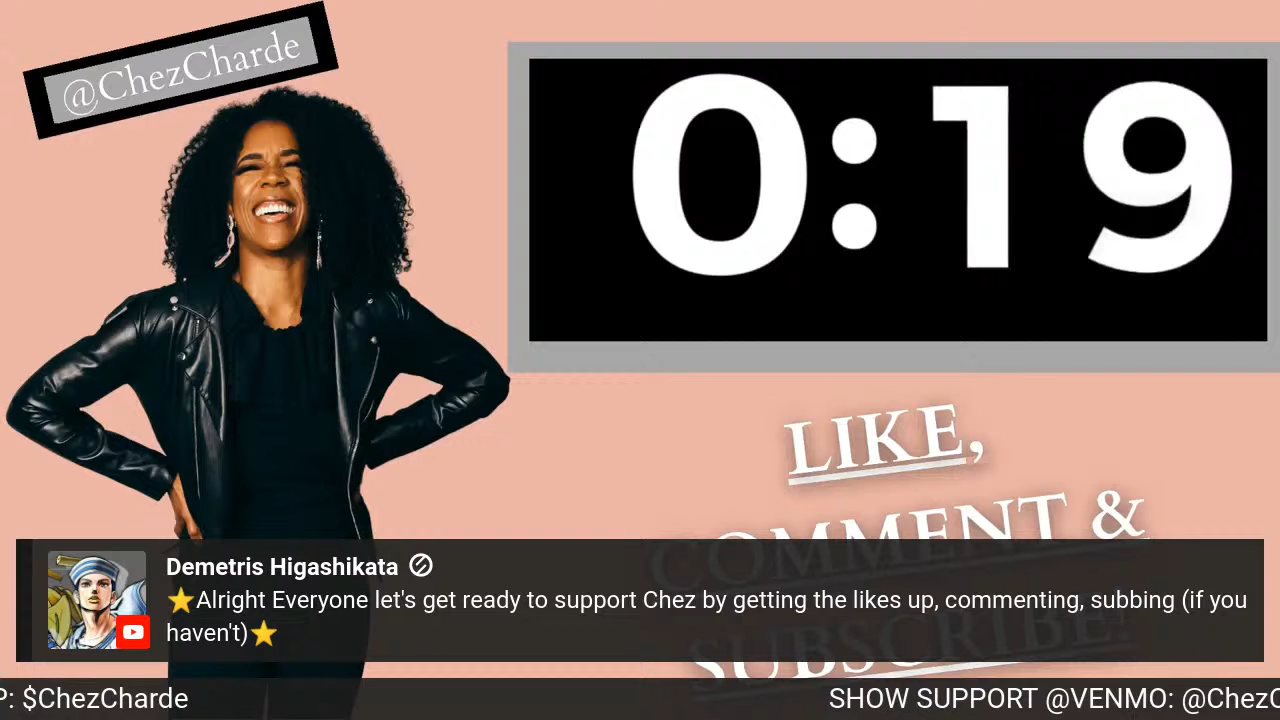 @ChezCharde
0:19
LIKE,
COMMENT &
SUBSCRIBE!
Demetris Higashikata
⭐Alright Everyone let's get ready to support Chez by getting the likes up, commenting, subbing (if you
haven't)⭐
P: $ChezCharde SHOW SUPPORT @VENMO: @ChezC